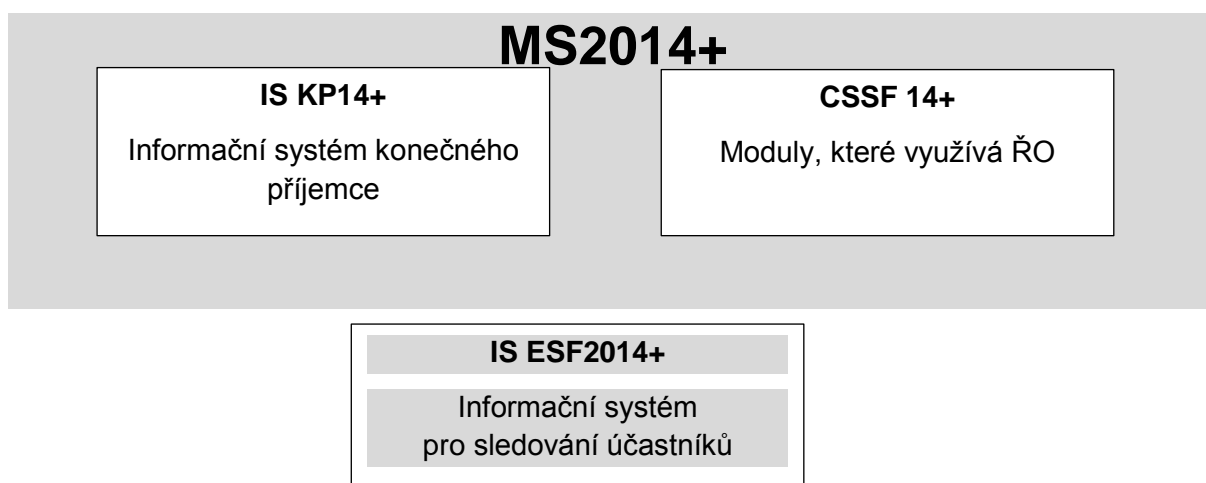 MS2014+
IS KP14+
Informační systém konečného
příjemce
CSSF 14+
Moduly, které využívá ŘO
IS ESF2014+
Informační systém
pro sledování účastníků